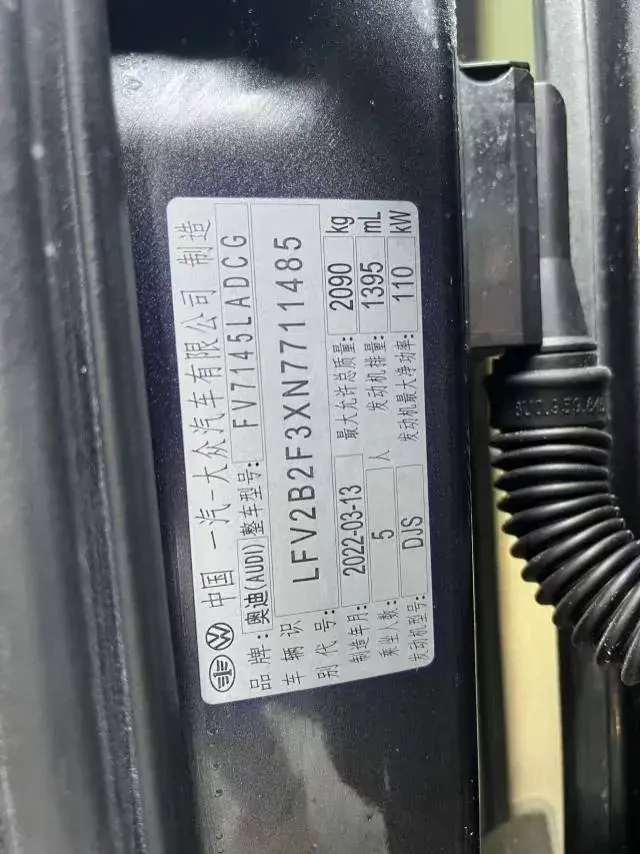 中国 一汽-大众汽车有限公司 制造
品牌: 奥迪(AUDI) 整车型号: FV7145LADCG
车辆识别代号: LFV2B2F3XN7711485
制造年月: 2022-03-13 最大允许总质量: 2090 kg
乘坐人数: 5 人 发动机排量: 1395 mL
发动机型号: DJS 发动机最大净功率: 110 kW